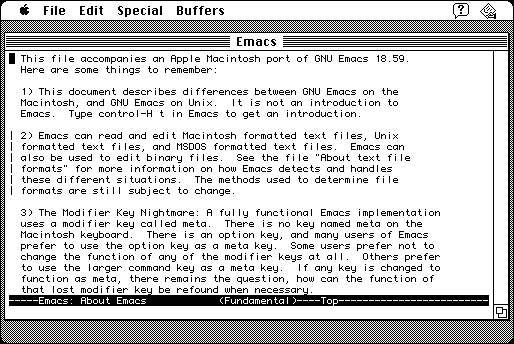 File Edit Special Buffers
Emacs
This file accompanies an Apple Macintosh port of GNU Emacs 18.59.
Here are some things to remember:
1) This document describes differences between GNU Emacs on the
Macintosh, and GNU Emacs on Unix.  It is not an introduction to
Emacs.  Type control-H t in Emacs to get an introduction.
| 2) Emacs can read and edit Macintosh formatted text files, Unix
| formatted text files, and MSDOS formatted text files.  Emacs can
| also be used to edit binary files.  See the file "About text file
| formats" for more information on how Emacs detects and handles
| these different situations.  The methods used to determine file
| formats are still subject to change.
3) The Modifier Key Nightmare: A fully functional Emacs implementation
uses a modifier key called meta.  There is no key named meta on the
Macintosh keyboard.  There is an option key, and many users of Emacs
prefer to use the option key as a meta key.  Some users prefer not to
change the function of any of the modifier keys at all.  Others prefer
to use the larger command key as a meta key.  If any key is changed to
function as meta, there remains the question, how can the function of
that lost modifier key be refound when necessary.
-----Emacs: About Emacs          (Fundamental)----Top-------------------------